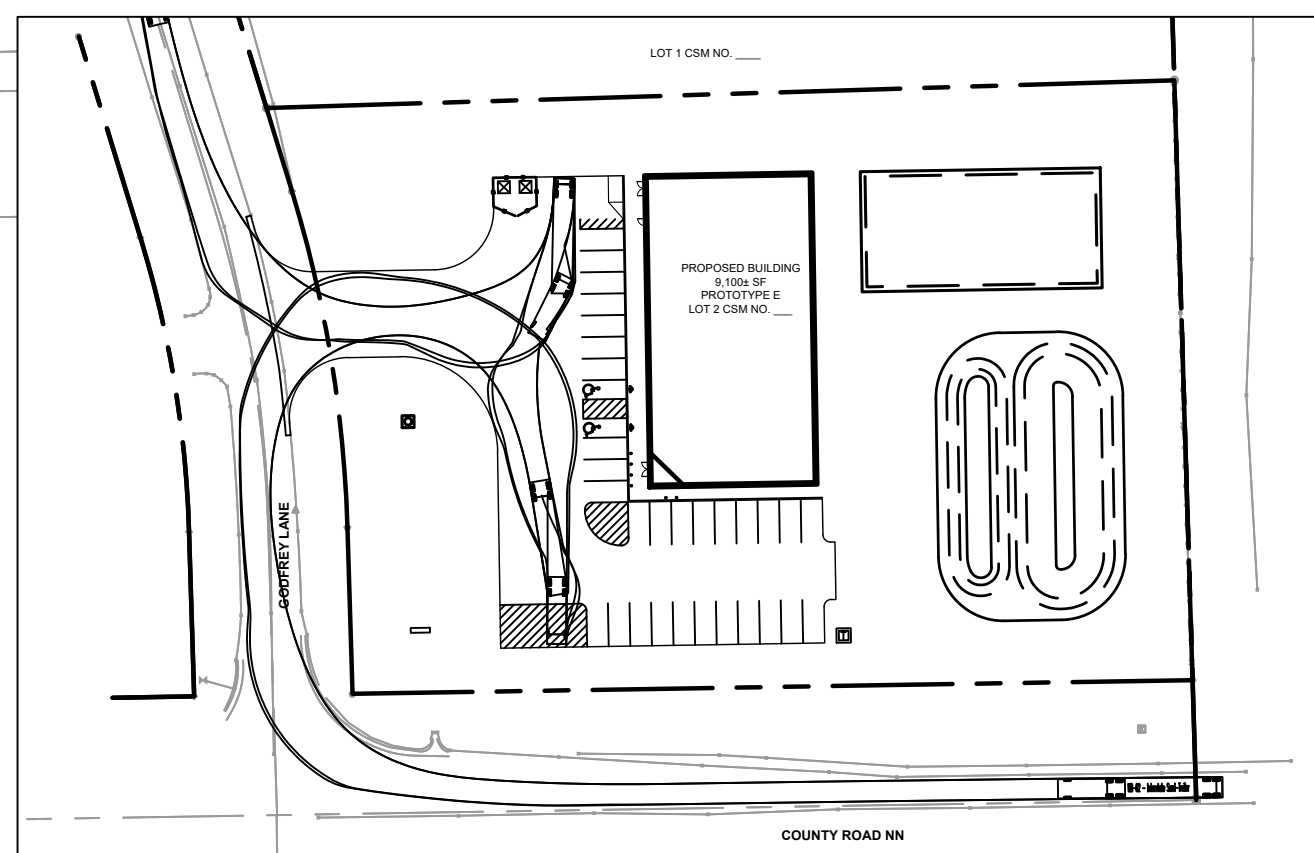 LOT 1 CSM NO. ____
PROPOSED BUILDING
9,100± SF
PROTOTYPE E
LOT 2 CSM NO. ___
GODFREY LANE
T
COUNTY ROAD NN